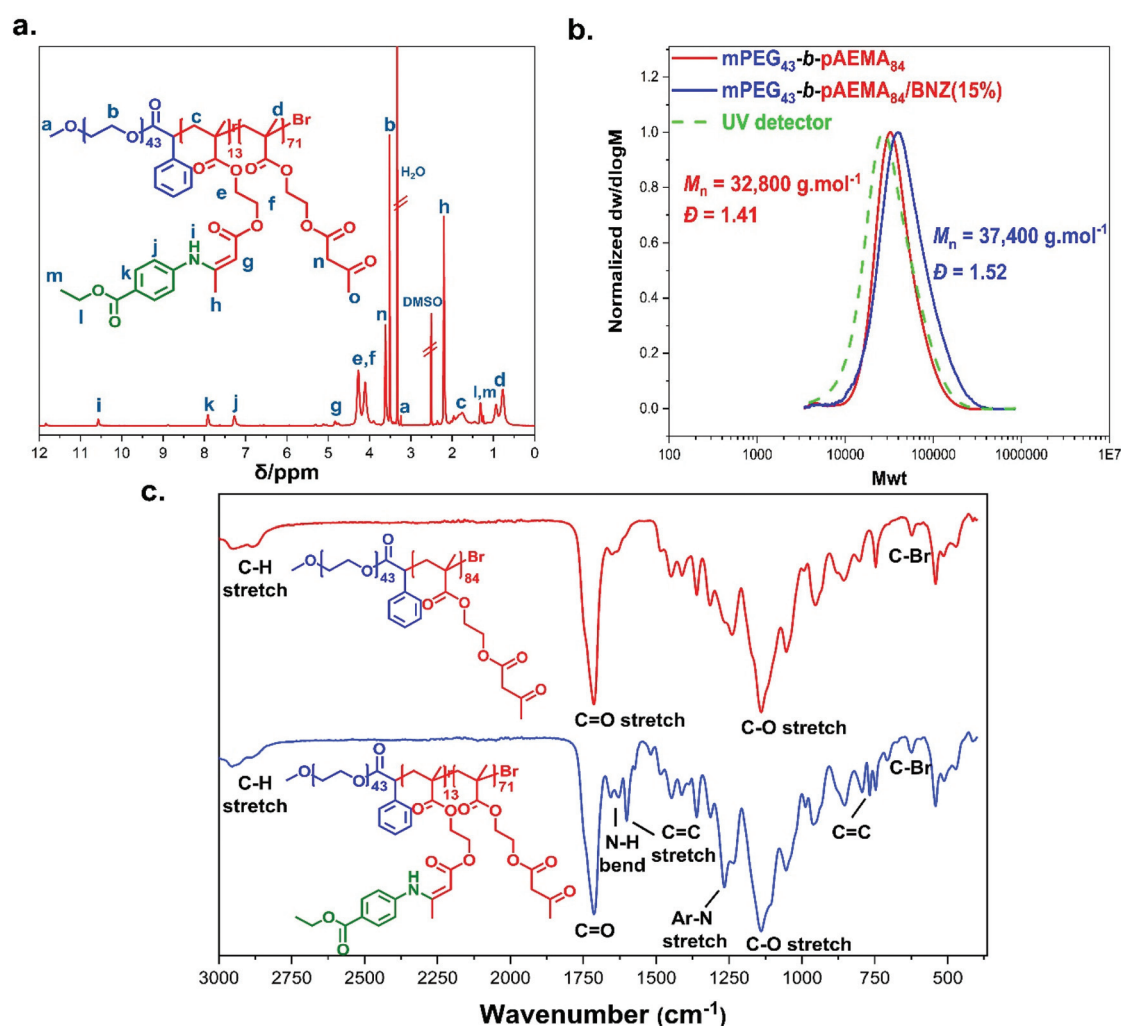 a.
a
b
O
O
O
43
c
r
13
d
Br
71
O
O
O
O
e
f
O
O
O
O
i
H
N
j
k
g
h
m
l
O
O
n
O
O
o
b
H₂O
h
DMSO
n
e,f
i
k
j
g
a
c
l,m
d
12 11 10 9 8 7 6 5 4 3 2 1 0
δ/ppm
b.
mPEG₄₃-b-pAEMA₈₄
mPEG₄₃-b-pAEMA₈₄/BNZ(15%)
UV detector
Mₙ = 32,800 g.mol⁻¹
Đ = 1.41
Mₙ = 37,400 g.mol⁻¹
Đ = 1.52
Normalized dw/dlogM
1.0
0.8
0.6
0.4
0.2
0.0
100 1000 10000 100000 1000000 1E7
Mwt
c.
C-H
stretch
O
O
O
43
Br
84
O
O
O
O
O
C=O stretch
C-O stretch
C-Br
C-H
stretch
O
O
O
43
r
13
Br
71
O
O
O
O
O
O
O
O
H
N
O
O
O
O
C=O
N-H
bend
C=C
stretch
Ar-N
stretch
C-O stretch
C=C
C-Br
3000 2750 2500 2250 2000 1750 1500 1250 1000 750 500
Wavenumber (cm⁻¹)